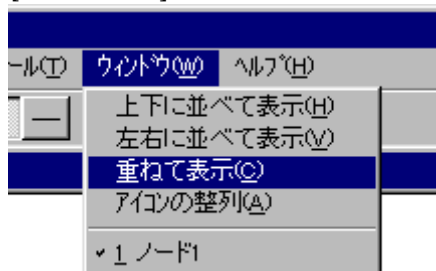 ール(T) ウィンドウ(W) ヘルプ(H)
上下に並べて表示(H)
左右に並べて表示(V)
重ねて表示(C)
アイコンの整列(A)
✓ 1 ノード1